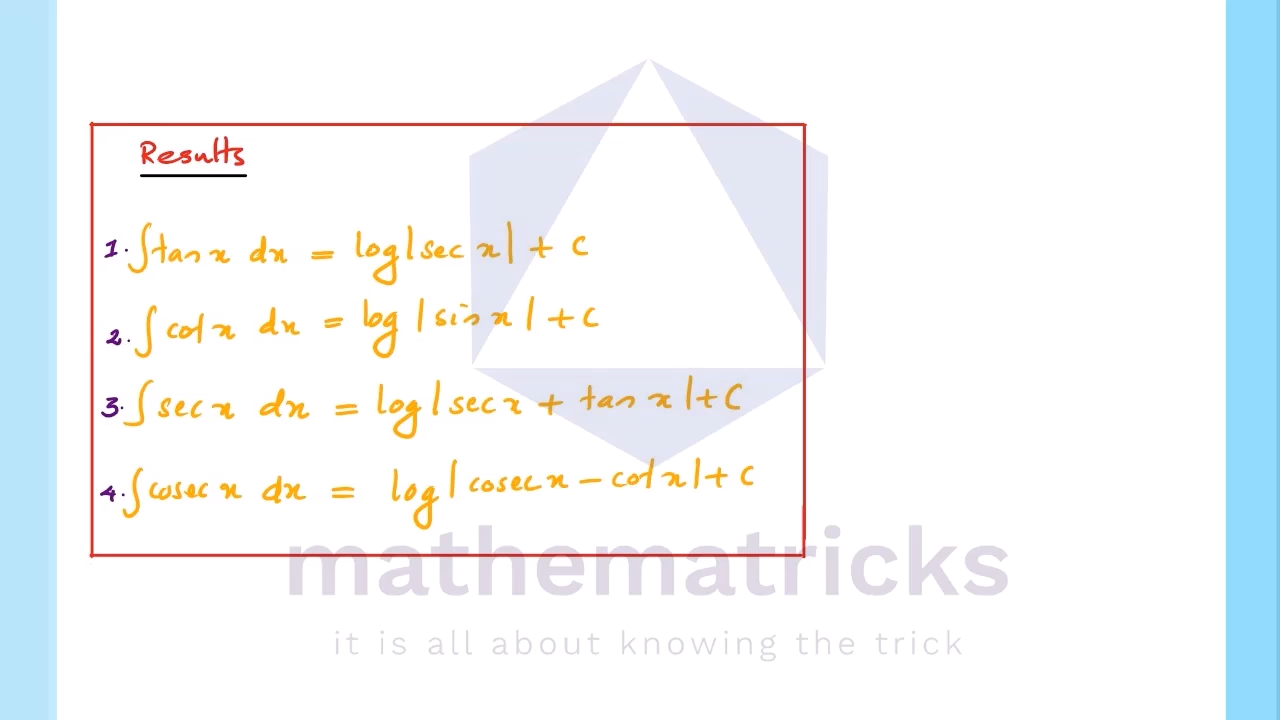 Results
1. ∫tan x dx = log|sec x| + c
2. ∫ cot x dx = log |sin x| + c
3. ∫ sec x dx = log|sec x + tan x|+ c
4. ∫ cosec x dx = log|cosec x - cot x|+ c
mathematricks
it is all about knowing the trick